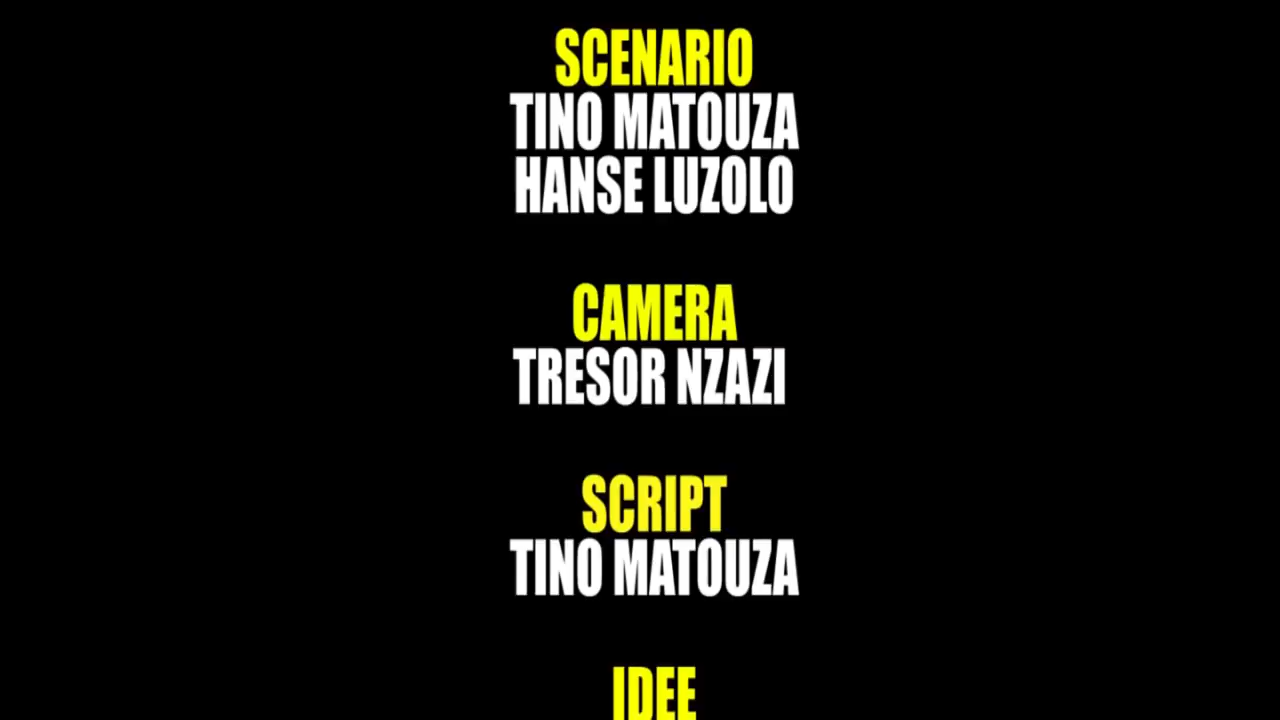 SCENARIO
TINO MATOUZA
HANSE LUZOLO
CAMERA
TRESOR NZAZI
SCRIPT
TINO MATOUZA
IDEE